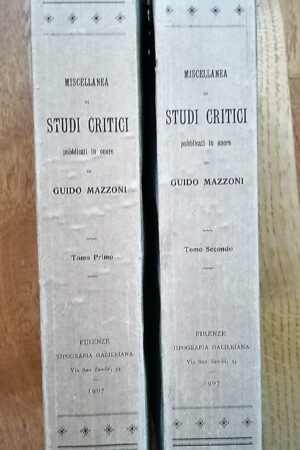 MISCELLANEA
DI
STUDI CRITICI
pubblicati in onore
DI
GUIDO MAZZONI
Tomo Primo
FIRENZE
TIPOGRAFIA GALILEIANA
Via San Zanobi, 54
1907
MISCELLANEA
DI
STUDI CRITICI
pubblicati in onore
DI
GUIDO MAZZONI
Tomo Secondo
FIRENZE
TIPOGRAFIA GALILEIANA
Via San Zanobi, 54
1907